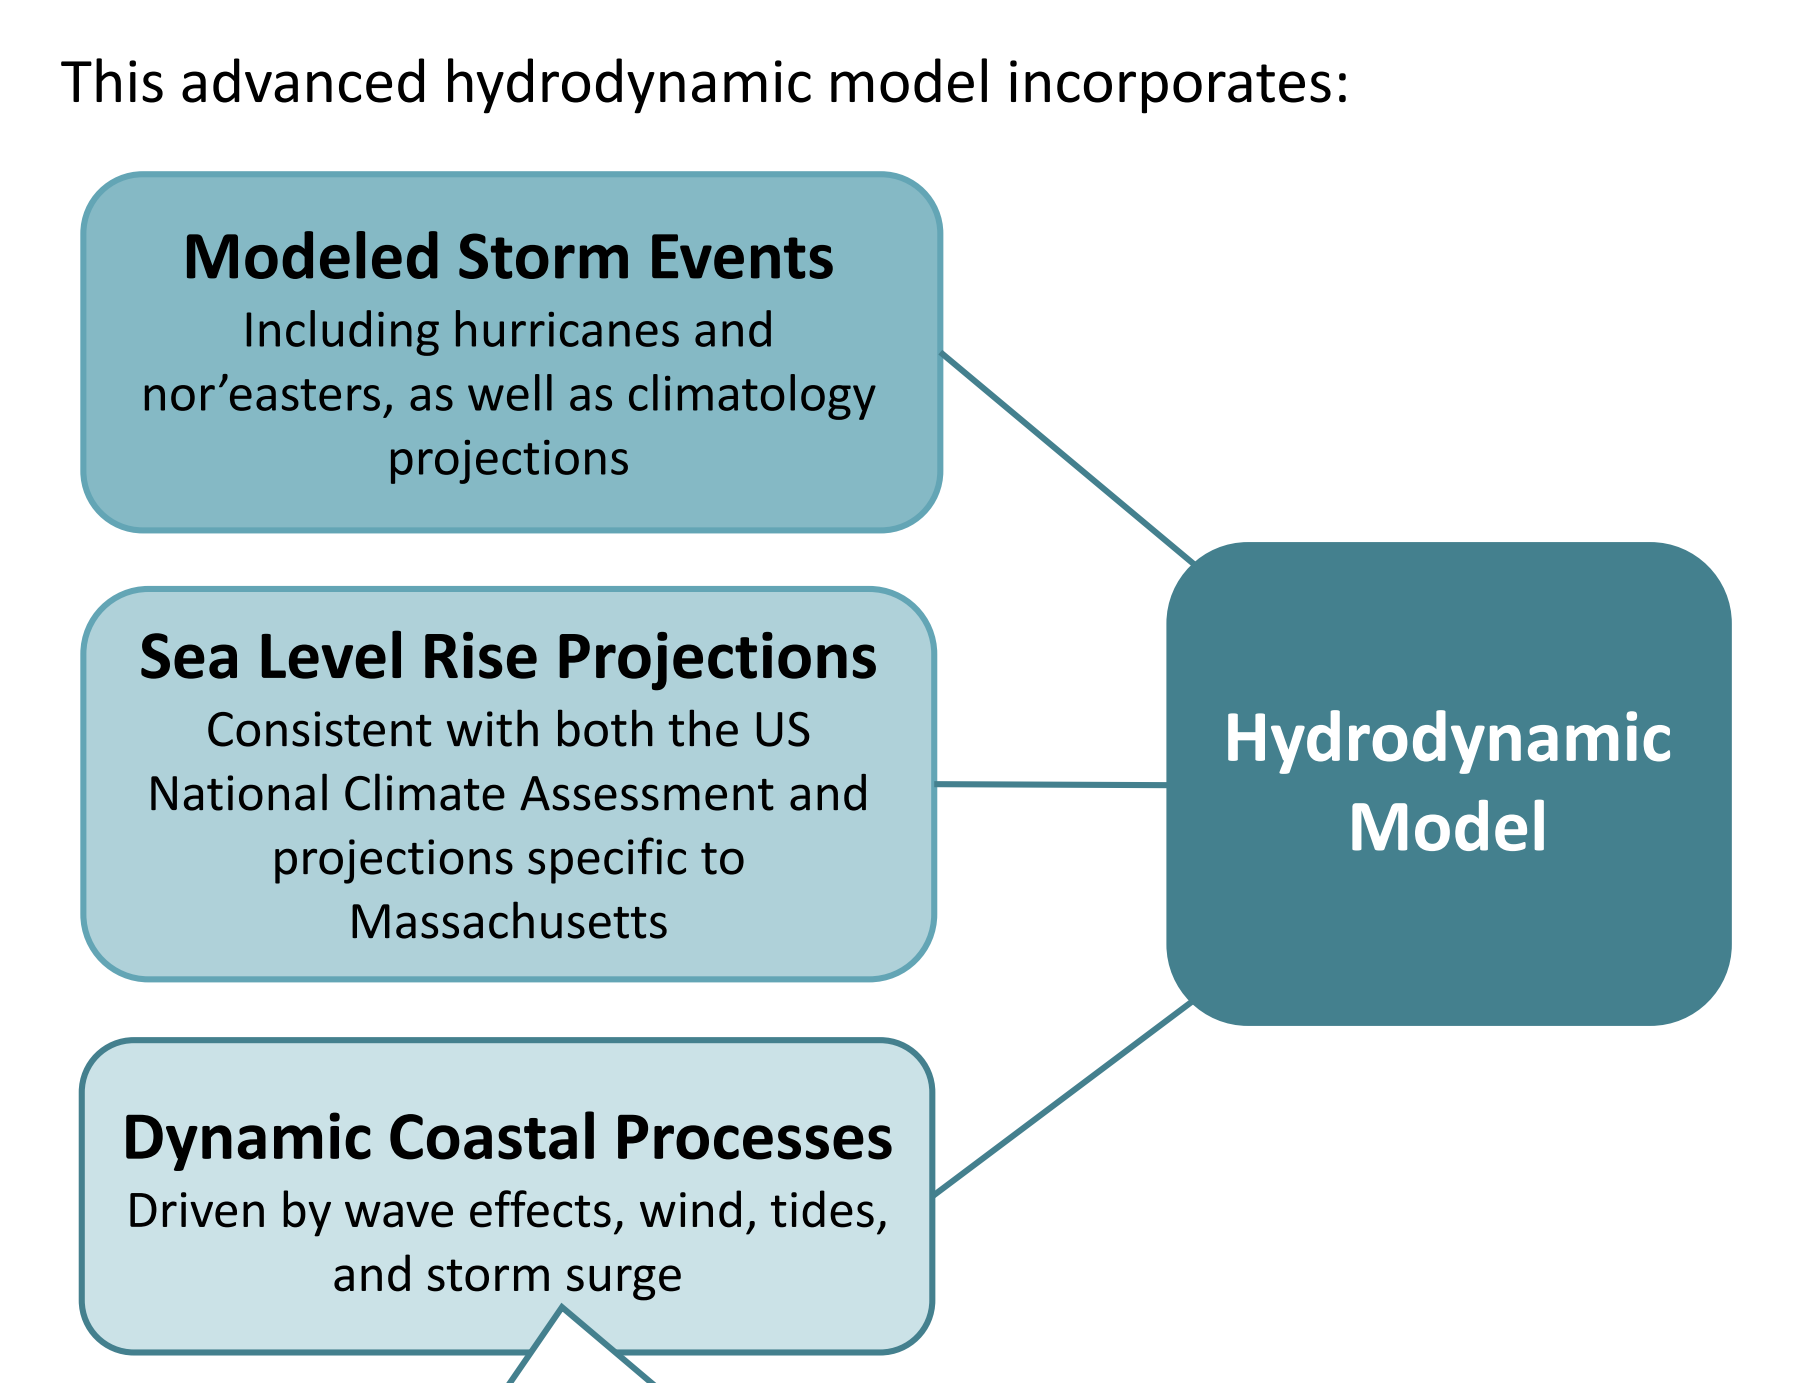 This advanced hydrodynamic model incorporates:
Modeled Storm Events
Including hurricanes and
nor’easters, as well as climatology
projections
Sea Level Rise Projections
Consistent with both the US
National Climate Assessment and
projections specific to
Massachusetts
Dynamic Coastal Processes
Driven by wave effects, wind, tides,
and storm surge
Hydrodynamic
Model